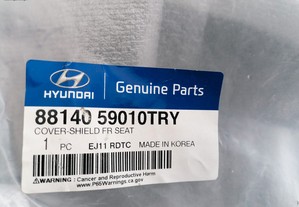 HYUNDAI
Genuine Parts
88140 59010TRY
COVER-SHIELD FR SEAT
1 PC EJ11 RDTC MADE IN KOREA
WARNING: Cancer and Reproductive Harm
www.P65Warnings.ca.gov